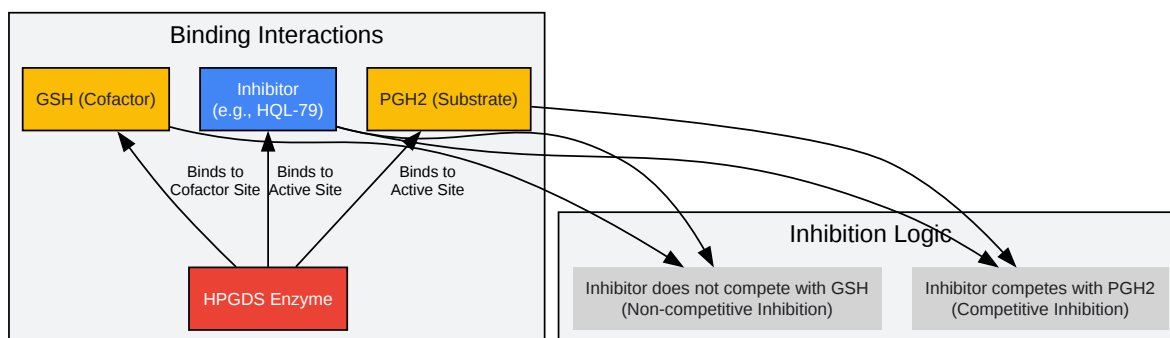 Binding Interactions
GSH (Cofactor)
Inhibitor
(e.g., HQL-79)
PGH2 (Substrate)
Binds to
Cofactor Site
Binds to
Active Site
Binds to
Active Site
HPGDS Enzyme
Inhibition Logic
Inhibitor does not compete with GSH
(Non-competitive Inhibition)
Inhibitor competes with PGH2
(Competitive Inhibition)